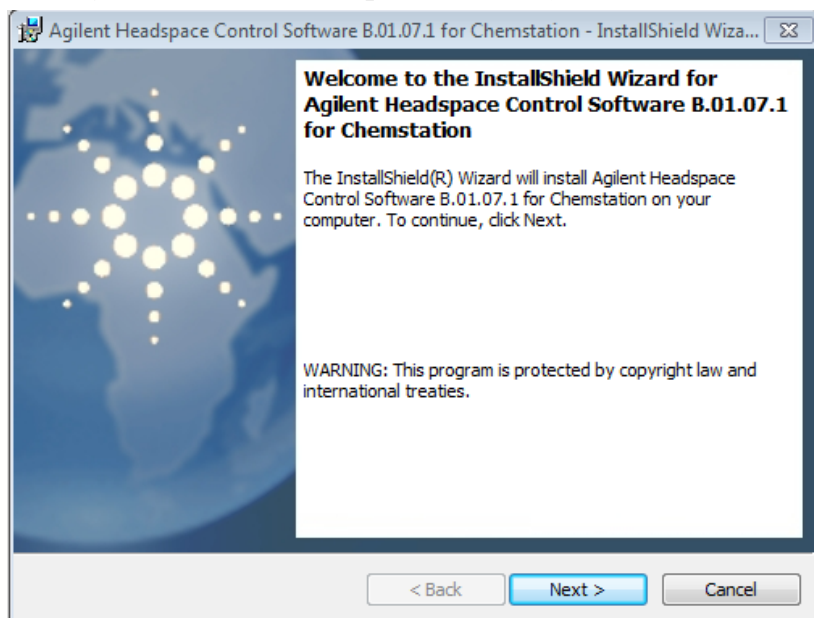 Agilent Headspace Control Software B.01.07.1 for Chemstation - InstallShield Wiza...
Welcome to the InstallShield Wizard for
Agilent Headspace Control Software B.01.07.1
for Chemstation
The InstallShield(R) Wizard will install Agilent Headspace
Control Software B.01.07.1 for Chemstation on your
computer. To continue, click Next.
WARNING: This program is protected by copyright law and
international treaties.
< Back
Next >
Cancel